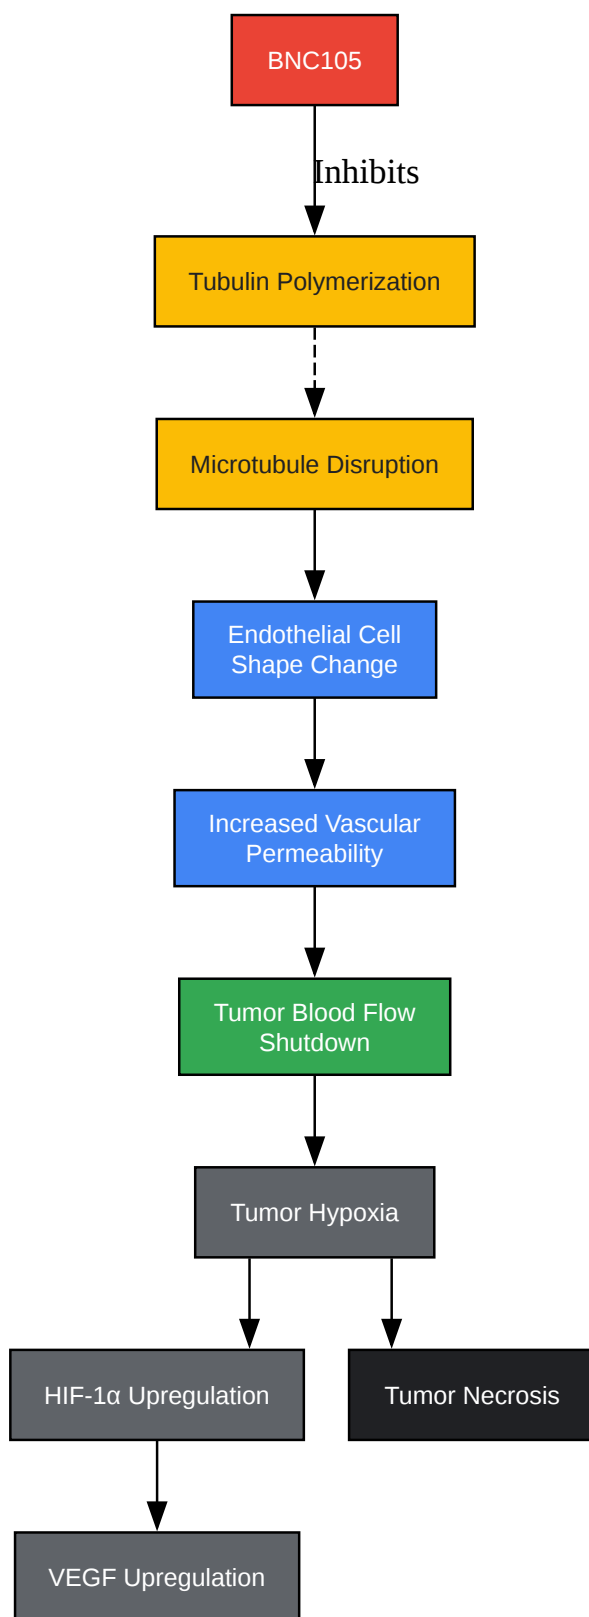 BNC105
Inhibits
Tubulin Polymerization
Microtubule Disruption
Endothelial Cell
Shape Change
Increased Vascular
Permeability
Tumor Blood Flow
Shutdown
Tumor Hypoxia
HIF-1α Upregulation
Tumor Necrosis
VEGF Upregulation